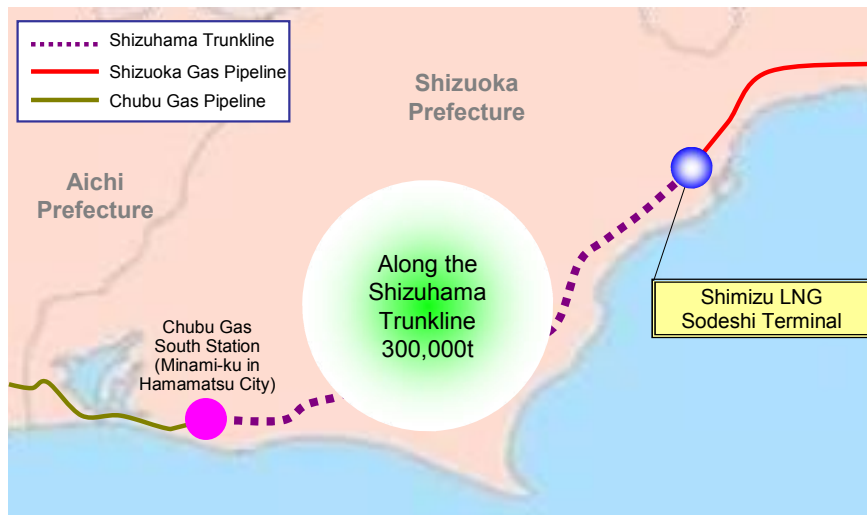 Shizuhama Trunkline
Shizuoka Gas Pipeline
Chubu Gas Pipeline
Shizuoka
Prefecture
Aichi
Prefecture
Along the
Shizuhama
Trunkline
300,000t
Shimizu LNG
Sodeshi Terminal
Chubu Gas
South Station
(Minami-ku in
Hamamatsu City)